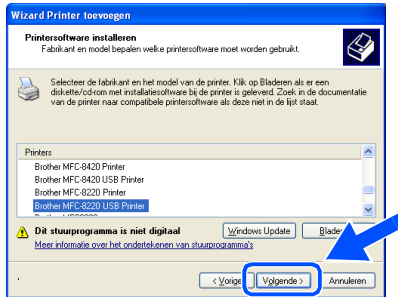 Wizard Printer toevoegen
Printersoftware installeren
Fabrikant en model bepalen welke printersoftware moet worden gebruikt.
Selecteer de fabrikant en het model van de printer. Klik op Bladeren als er een
diskette/cd-rom met installatiesoftware bij de printer is geleverd. Zoek in de documentatie
van de printer naar compatibele printersoftware als deze niet in de lijst staat.
Printers
Brother MFC-8420 Printer
Brother MFC-8420 USB Printer
Brother MFC-8220 Printer
Brother MFC-8220 USB Printer
Dit stuurprogramma is niet digitaal
Windows Update
Blade
Meer informatie over het ondertekenen van stuurprogramma's
< Vorige
Volgende >
Annuleren